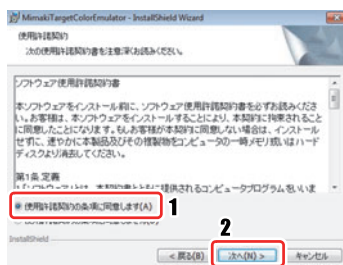 MimakiTargetColorEmulator - InstallShield Wizard
使用許諾契約
次の使用許諾契約書を注意深くお読みください。
ソフトウェア使用許諾契約書
本ソフトウェアをインストール前に、ソフトウェア使用許諾契約書を必ずお読みくださ
い。お客様は、本ソフトウェアをインストールすることにより、本契約に拘束されること
に同意したことになります。もしお客様が本契約に同意しない場合は、インストール
せずに、速やかに本製品及びその複製物をコンピュータの一時メモリ或いはハード
ディスクより消去してください。
第1条 定義
使用許諾契約の条項に同意します(A)
1
2
InstallShield
< 戻る(B)
次へ(N) >
キャンセル